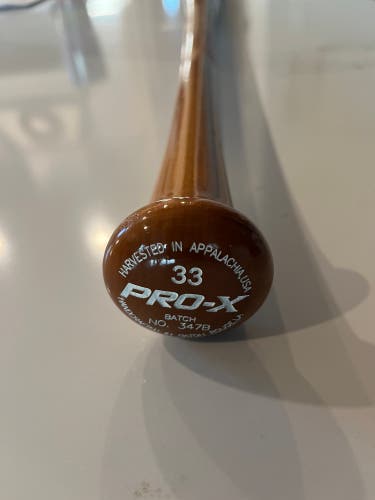 HARVESTED IN APPALACHIA, USA
33
PRO-X
BATCH
NO. 347B